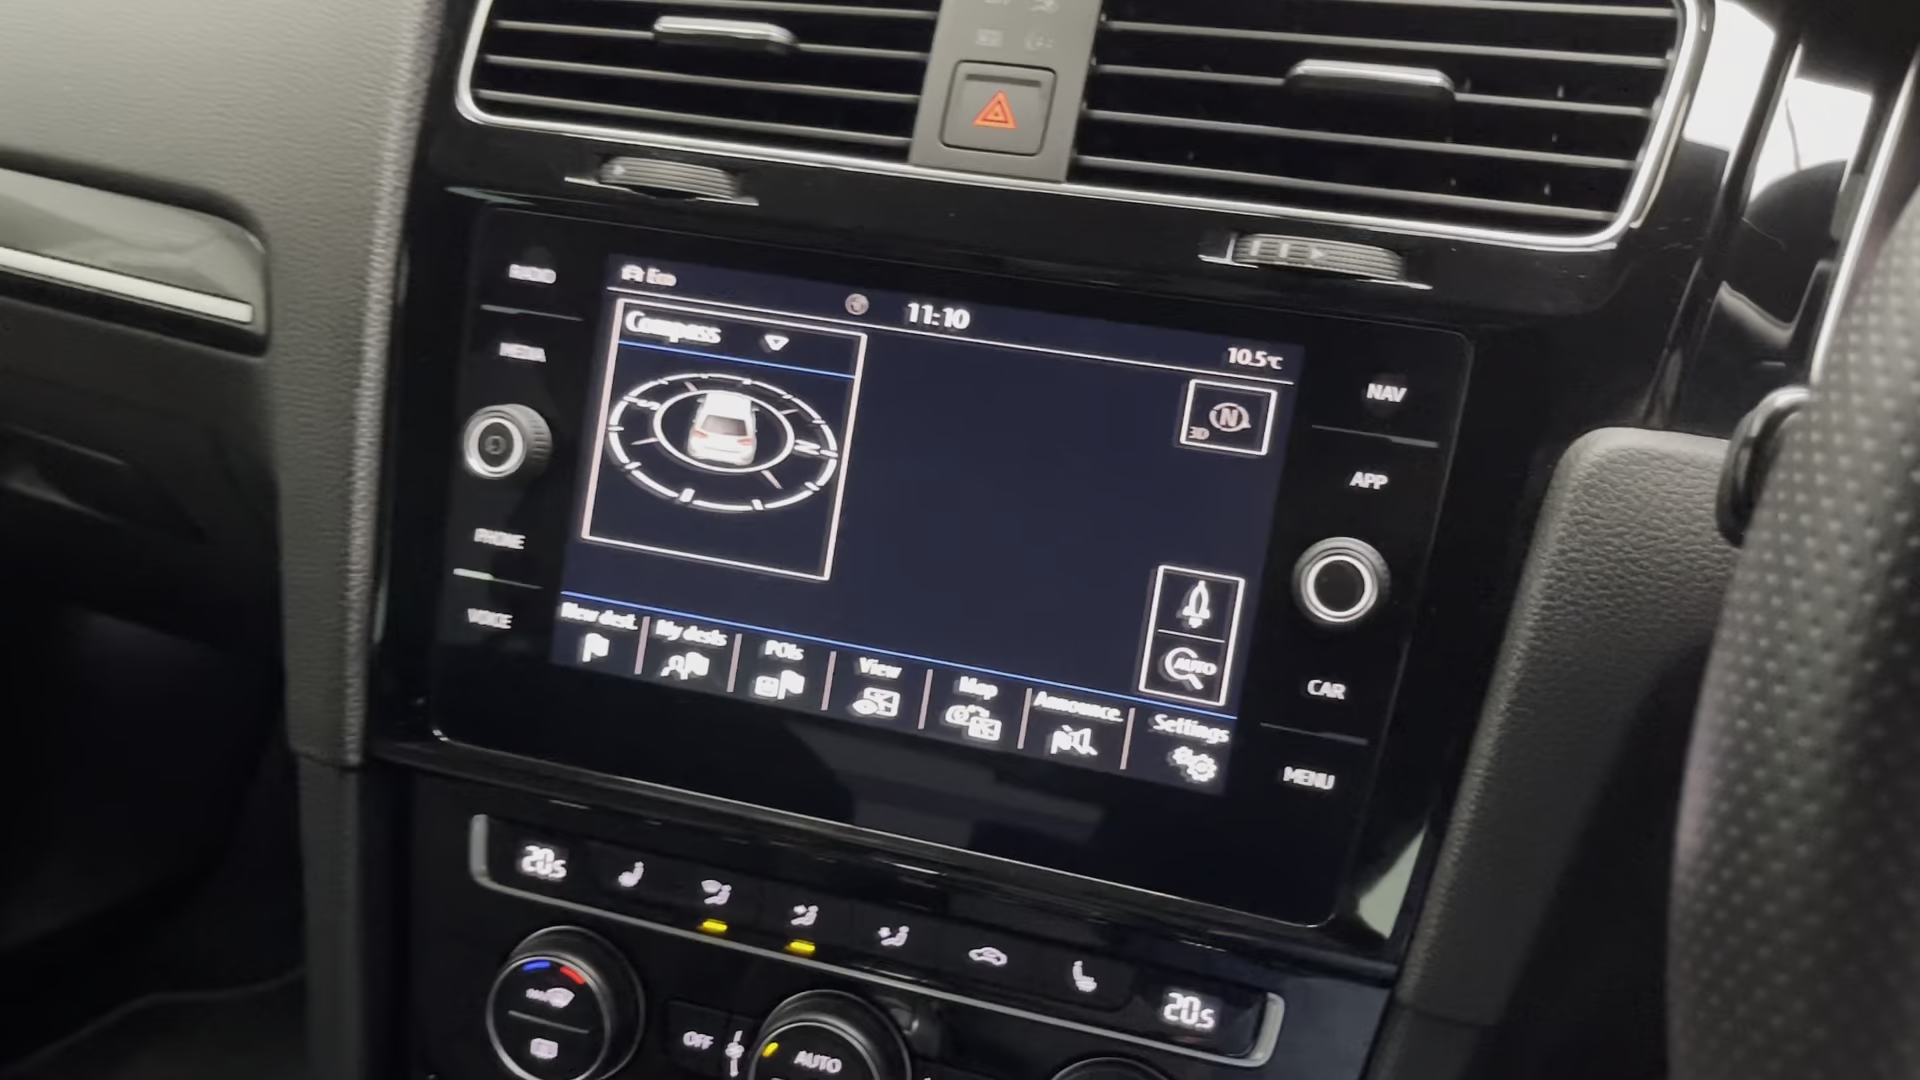 Eco
11:10
10.5°C
Compass
S
N
N
3D
RADIO
MEDIA
PHONE
VOICE
NAV
APP
CAR
MENU
AUTO
New dest.
My dests
POIs
View
Map
Announce.
Settings
20.5
20.5
MAX
OFF
AUTO